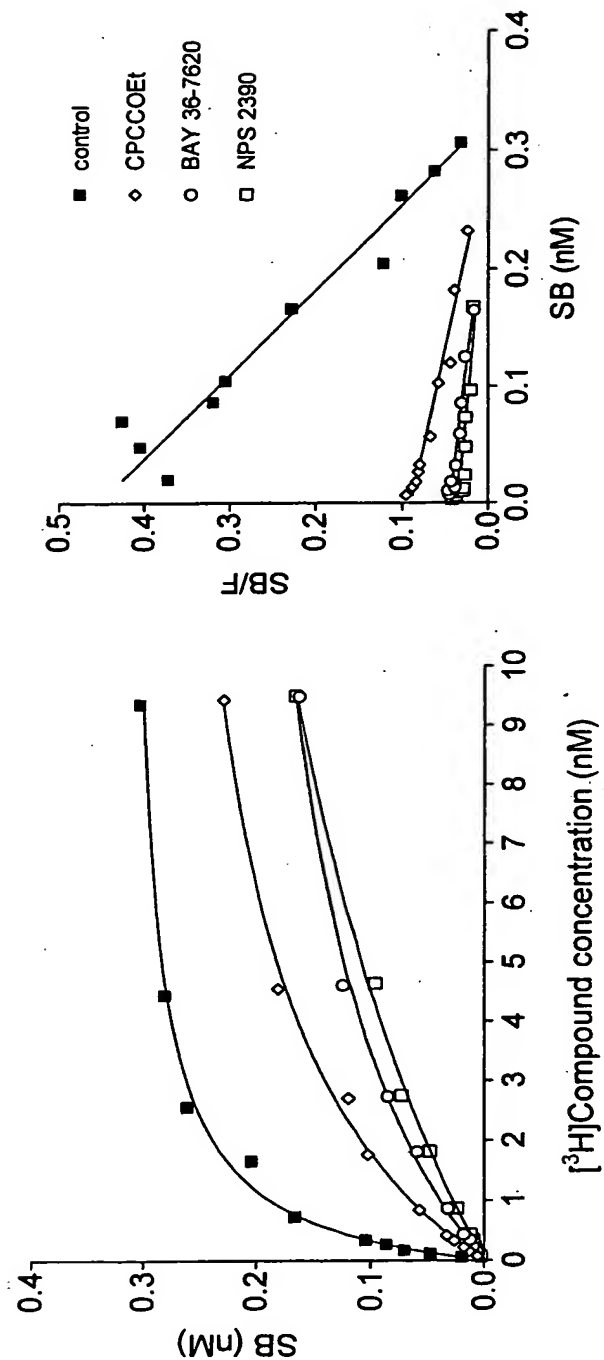 SB (nM)
0.4
0.3
0.2
0.1
0.0
0 1 2 3 4 5 6 7 8 9 10
[³H]Compound concentration (nM)
SB/F
0.5
0.4
0.3
0.2
0.1
0.0
0.0 0.1 0.2 0.3 0.4
SB (nM)
control
CPCCOEt
BAY 36-7620
NPS 2390